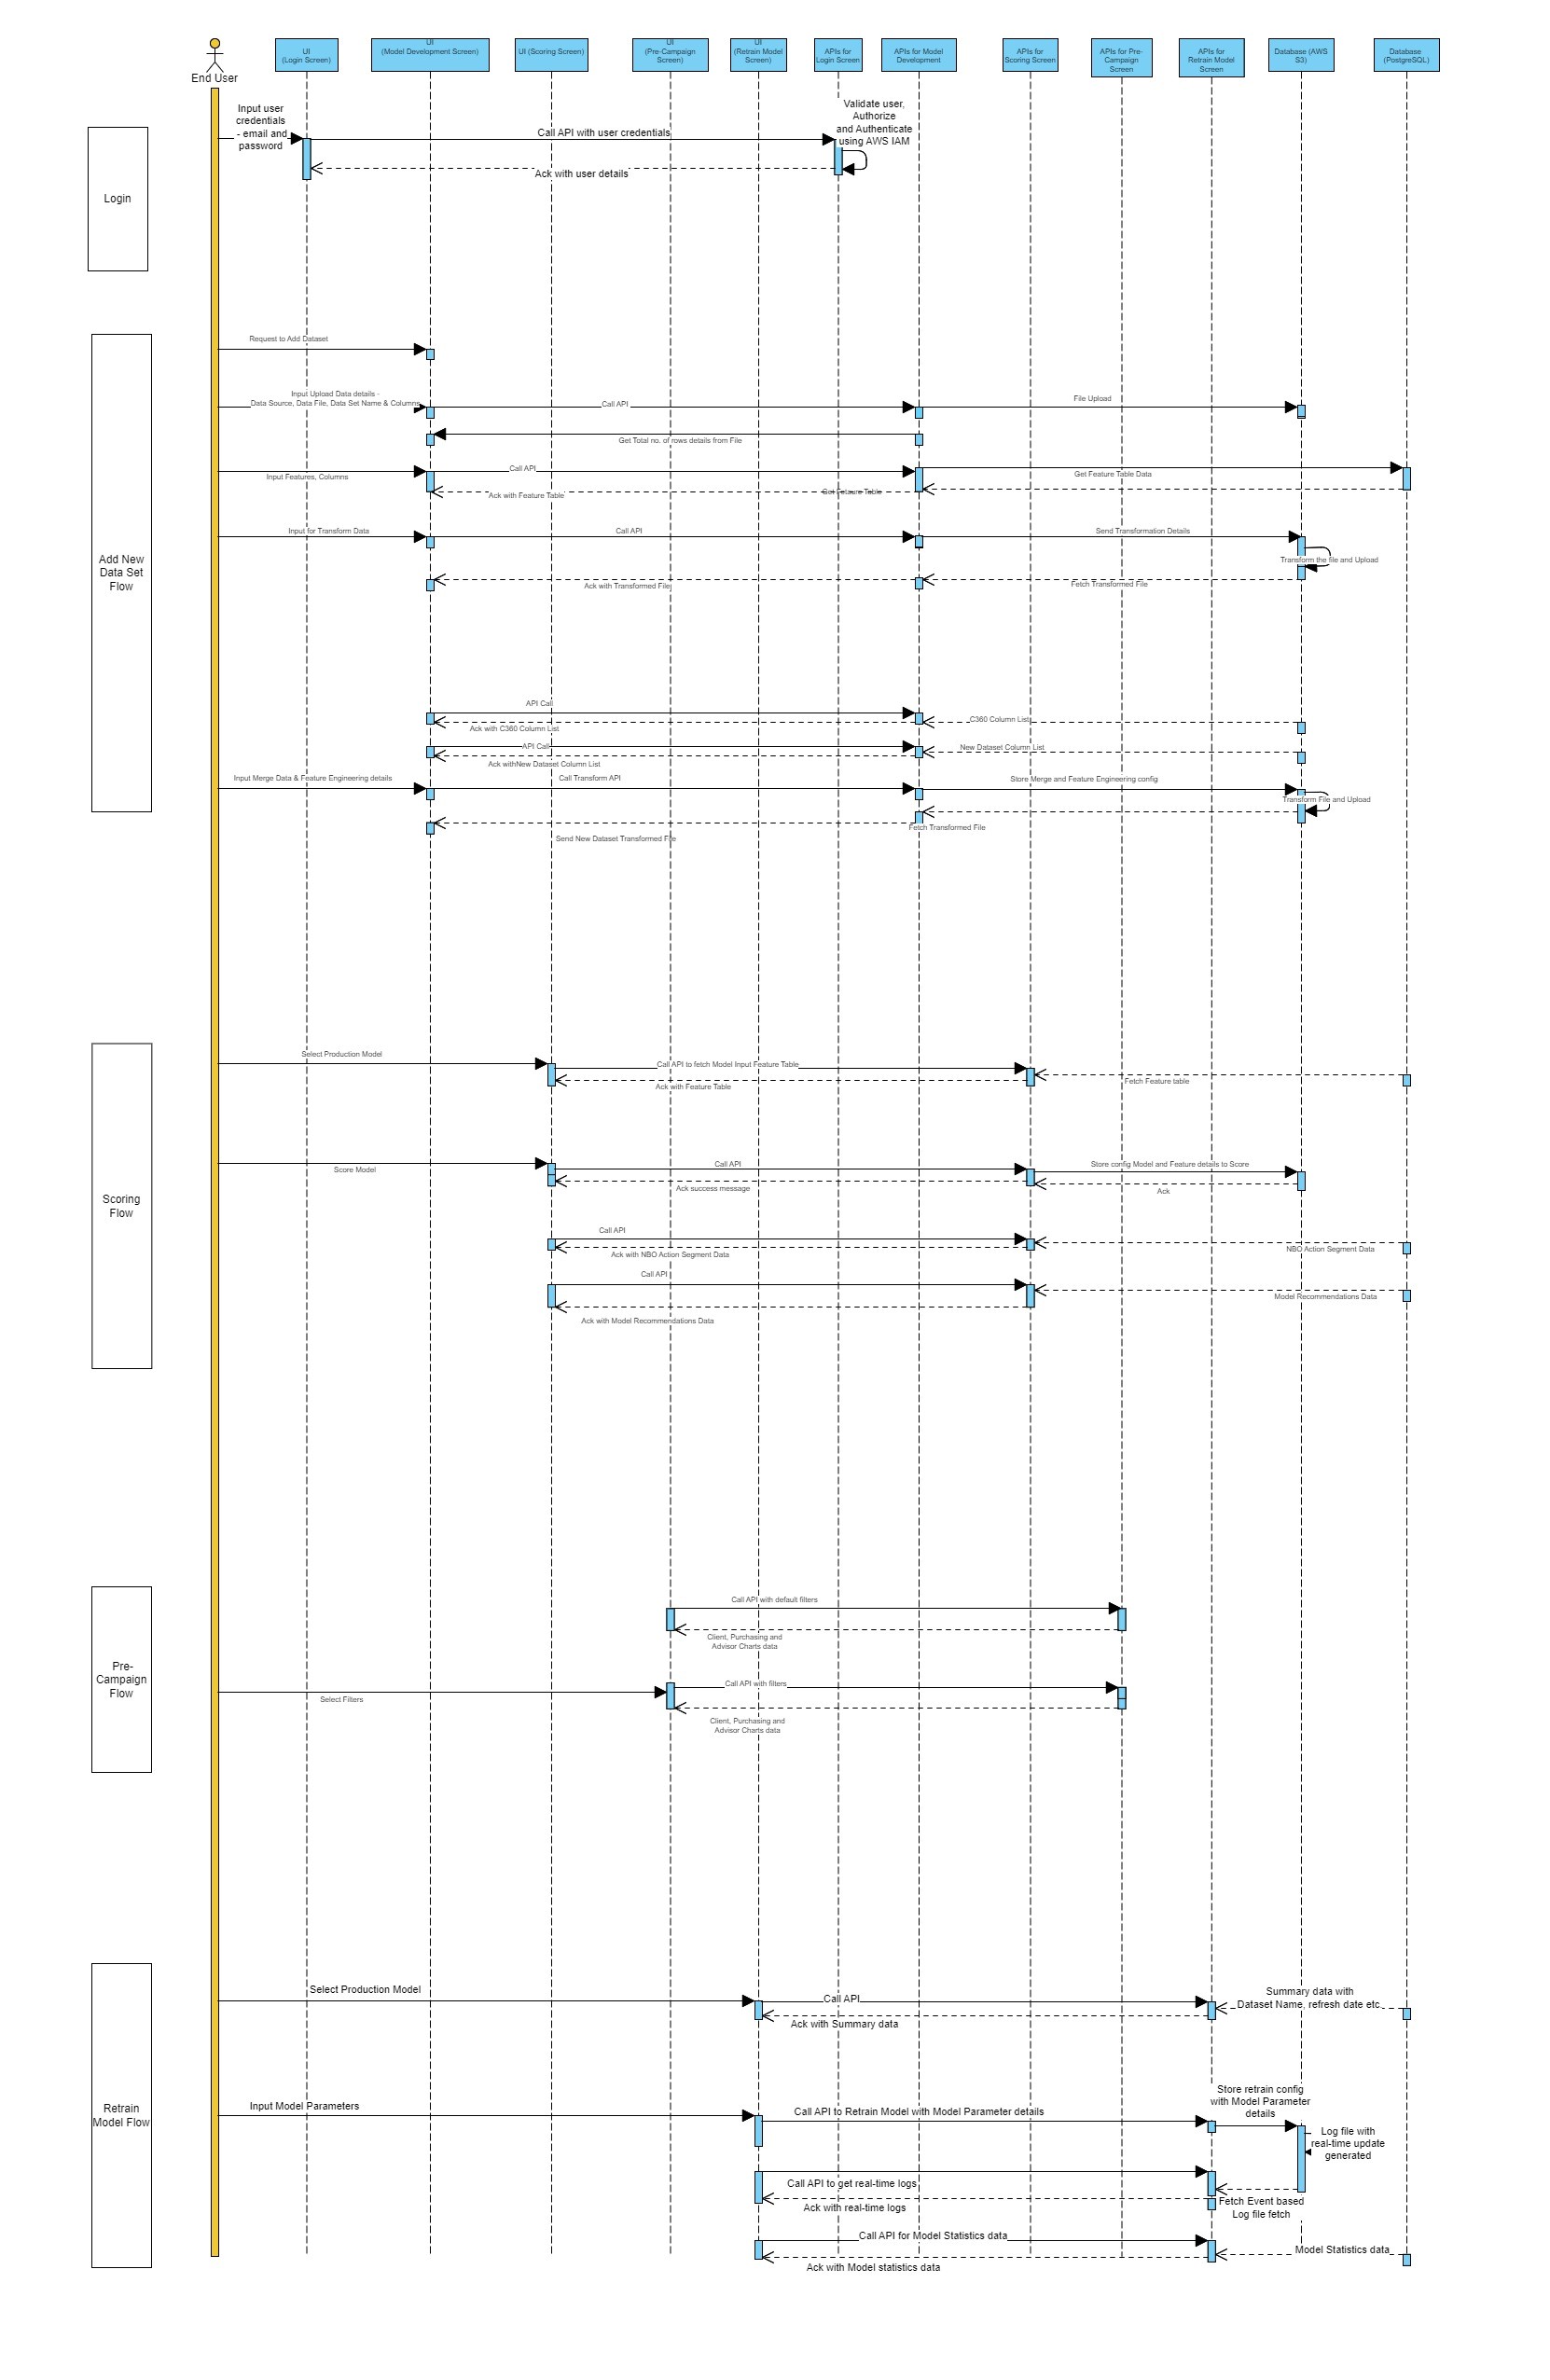 End User
UI
(Login Screen)
UI
(Model Development Screen)
UI (Scoring Screen)
UI
(Pre-Campaign
Screen)
UI
(Retrain Model
Screen)
APIs for
Login Screen
APIs for Model
Development
APIs for
Scoring Screen
APIs for Pre-
Campaign
Screen
APIs for
Retrain Model
Screen
Database (AWS
S3)
Database
(PostgreSQL)
Login
Input user
credentials
- email and
password
Call API with user credentials
Validate user,
Authorize
and Authenticate
using AWS IAM
Ack with user details
Add New
Data Set
Flow
Request to Add Dataset
Input Upload Data details -
Data Source, Data File, Data Set Name & Columns
Call API
File Upload
Get Total no. of rows details from File
Input Features, Columns
Call API
Get Feature Table Data
Ack with Feature Table
Get Fetaure Table
Input for Transform Data
Call API
Send Transformation Details
Transform the file and Upload
Ack with Transformed File
Fetch Transformed File
API Call
Ack with C360 Column List
C360 Column List
API Call
New Dataset Column List
Ack withNew Dataset Column List
Input Merge Data & Feature Engineering details
Call Transform API
Store Merge and Feature Engineering config
Transform File and Upload
Fetch Transformed File
Send New Dataset Transformed File
Scoring
Flow
Select Production Model
Call API to fetch Model Input Feature Table
Ack with Feature Table
Fetch Feature table
Score Model
Call API
Store config Model and Feature details to Score
Ack success message
Ack
Call API
Ack with NBO Action Segment Data
NBO Action Segment Data
Call API
Model Recommendations Data
Ack with Model Recommendations Data
Pre-
Campaign
Flow
Call API with default filters
Client, Purchasing and
Advisor Charts data
Select Filters
Call API with filters
Client, Purchasing and
Advisor Charts data
Retrain
Model Flow
Select Production Model
Call API
Summary data with
Dataset Name, refresh date etc.
Ack with Summary data
Input Model Parameters
Call API to Retrain Model with Model Parameter details
Store retrain config
with Model Parameter
details
Log file with
real-time update
generated
Call API to get real-time logs
Ack with real-time logs
Fetch Event based
Log file fetch
Call API for Model Statistics data
Model Statistics data
Ack with Model statistics data